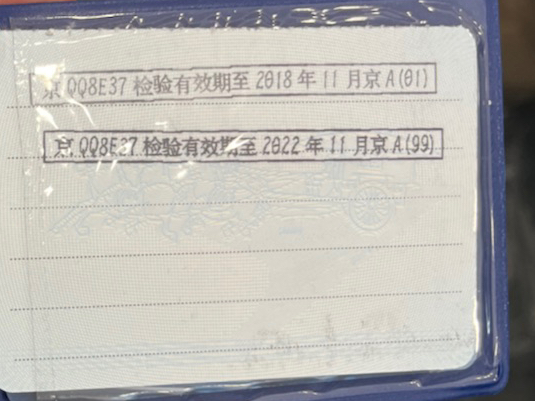 京 QQ8E37 检验有效期至 2018 年 11 月京 A(01)
京 QQ8E37 检验有效期至 2022 年 11 月京 A(99)